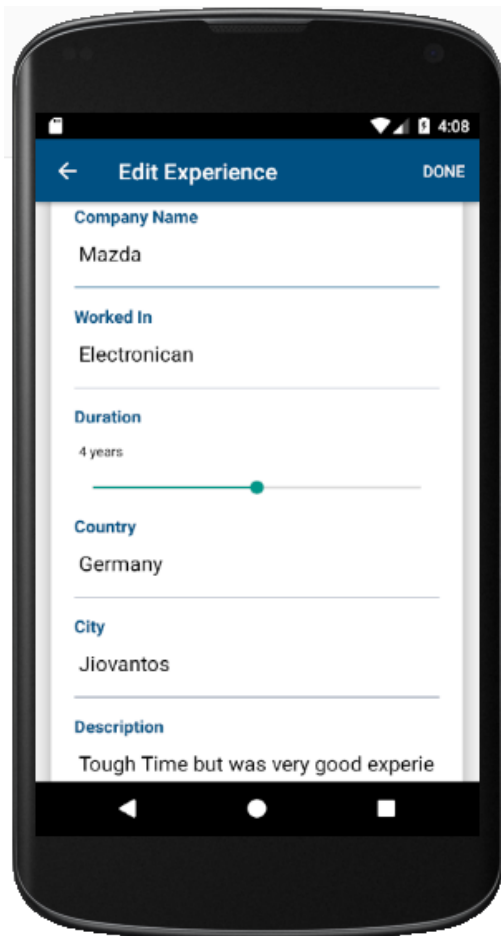 4:08
Edit Experience
DONE
Company Name
Mazda
Worked In
Electronican
Duration
4 years
Country
Germany
City
Jiovantos
Description
Tough Time but was very good experie